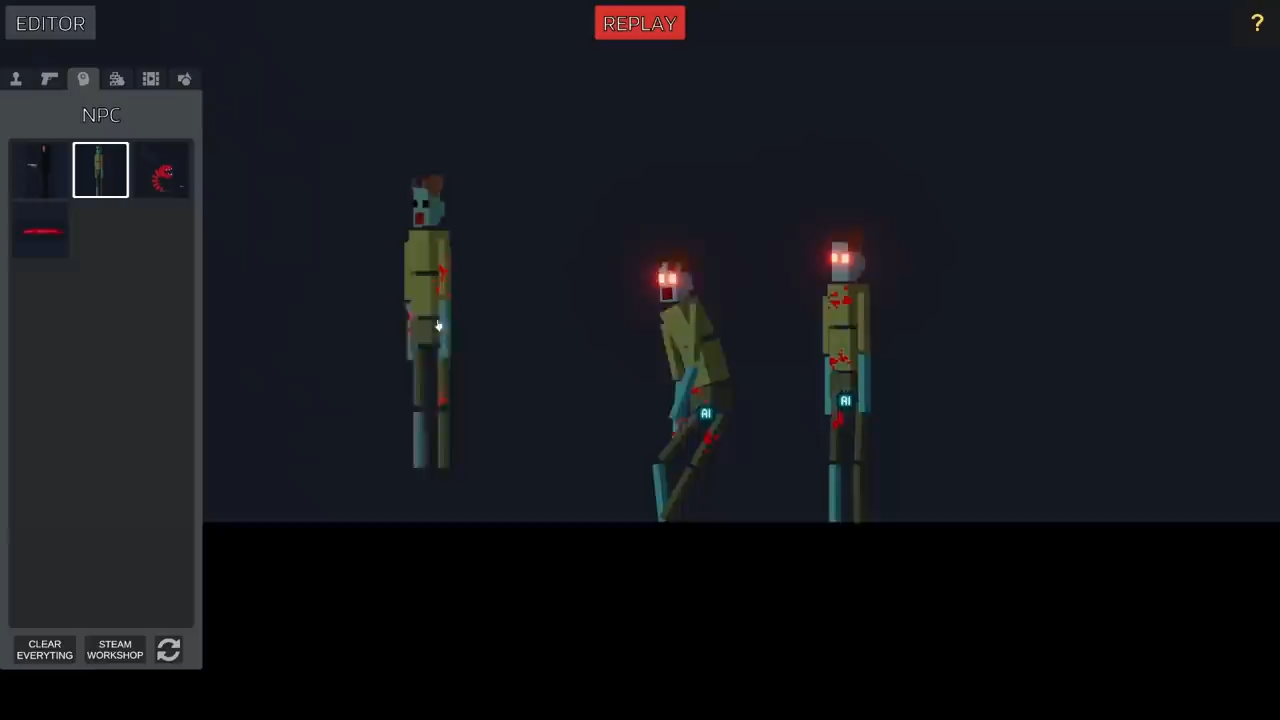 EDITOR
REPLAY
?
NPC
AI
AI
CLEAR
EVERYTING
STEAM
WORKSHOP